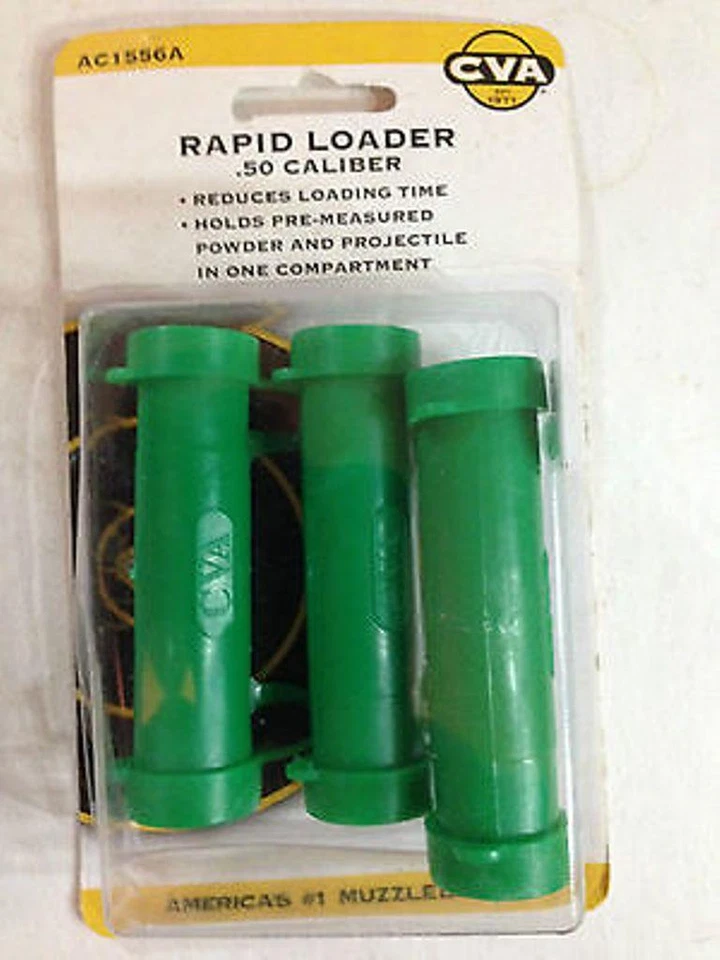 AC1556A
CVA
EST.
1971
RAPID LOADER
.50 CALIBER
• REDUCES LOADING TIME
• HOLDS PRE-MEASURED
POWDER AND PROJECTILE
IN ONE COMPARTMENT
CVA
AMERICA'S #1